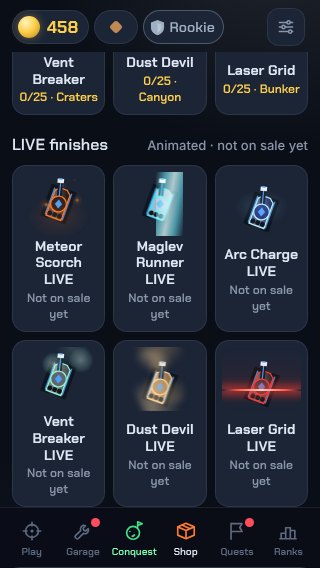 458
Rookie
Vent
Breaker
0/25 · Craters
Dust Devil
0/25 ·
Canyon
Laser Grid
0/25 · Bunker
LIVE finishes
Animated · not on sale yet
Meteor
Scorch
LIVE
Not on sale
yet
Maglev
Runner
LIVE
Not on sale
yet
Arc Charge
LIVE
Not on sale
yet
Vent
Breaker
LIVE
Not on sale
yet
Dust Devil
LIVE
Not on sale
yet
Laser Grid
LIVE
Not on sale
yet
Play
Garage
Conquest
Shop
Quests
Ranks